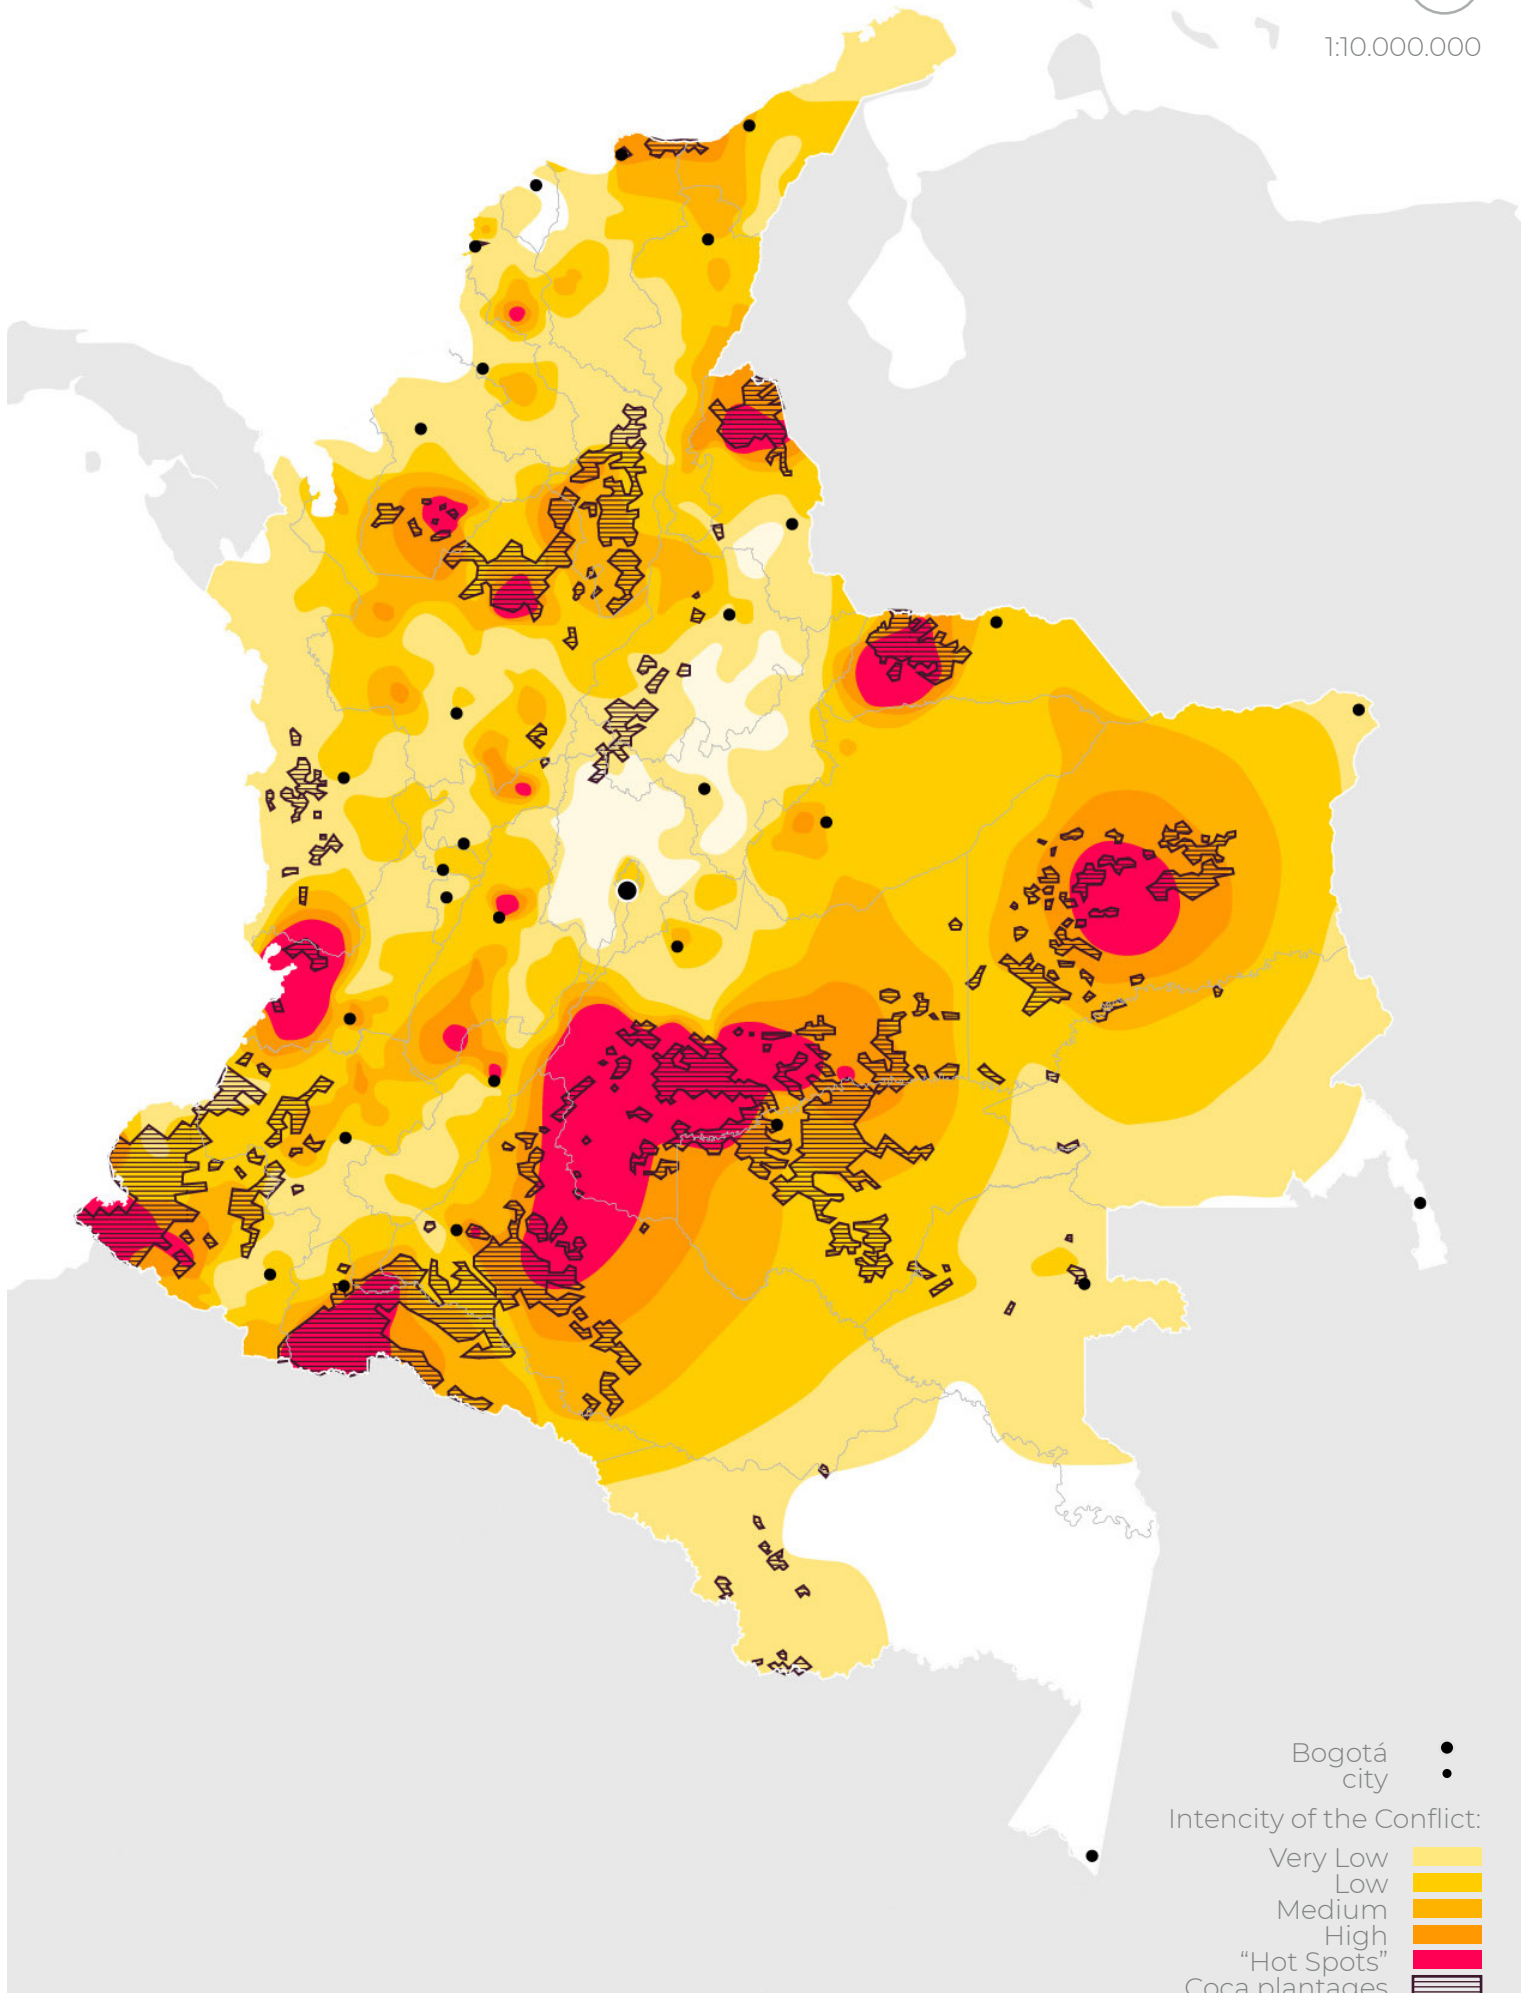 1:10.000.000
Bogotá
city
Intencity of the Conflict:
Very Low
Low
Medium
High
“Hot Spots”
Coca plantages